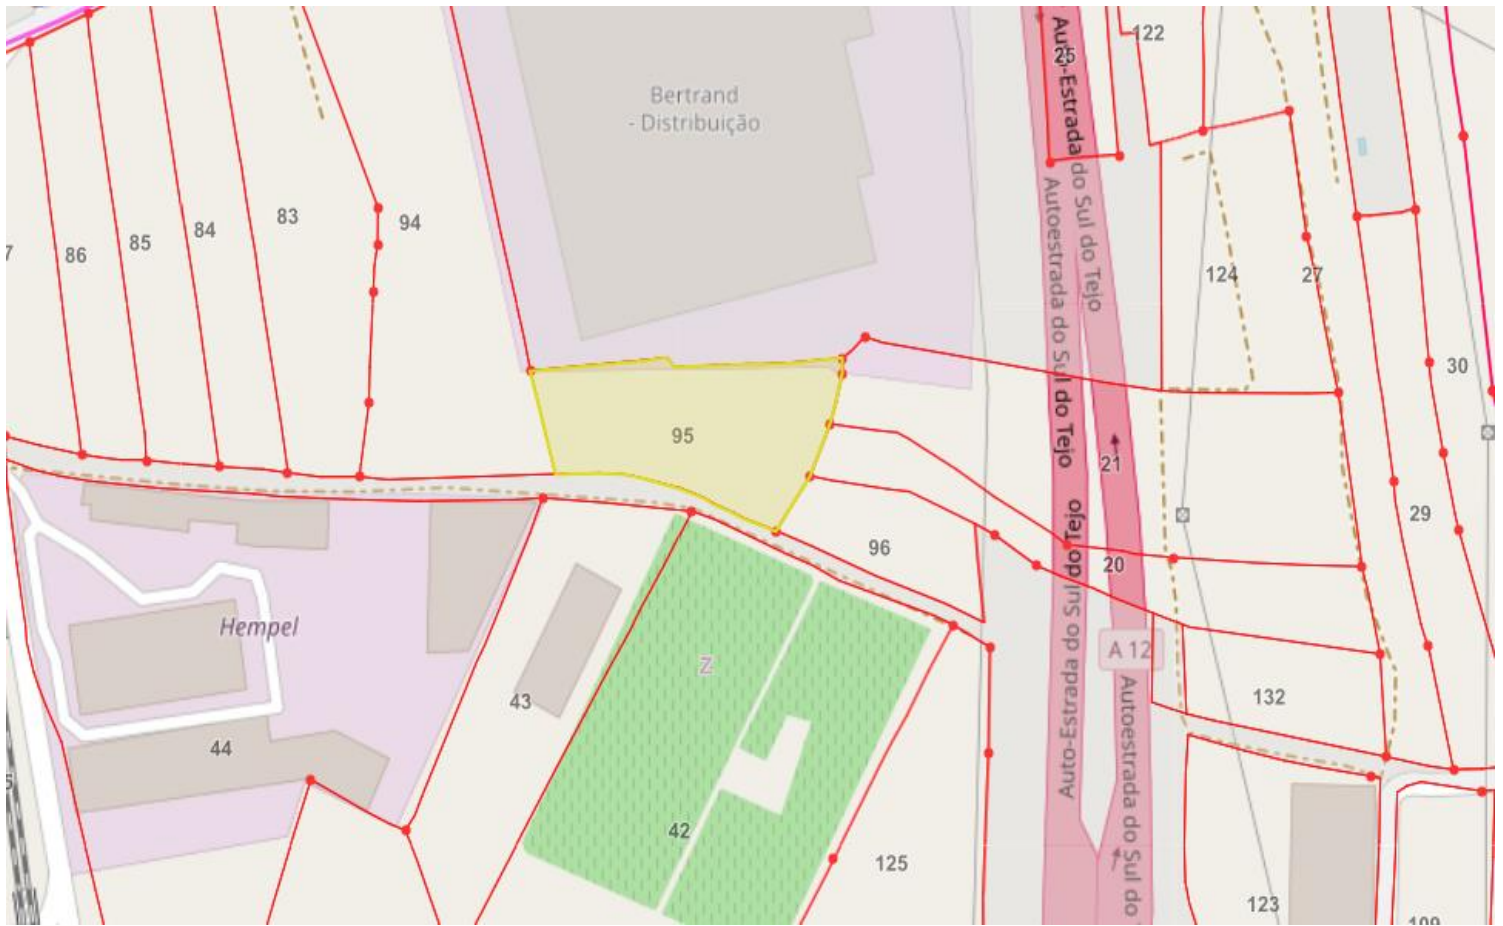 122
26
Auto-Estrada do Sul do Tejo
Bertrand
- Distribuição
Autoestrada do Sul do Tejo
83
94
84
85
86
7
124
27
30
95
21
29
96
20
Auto-Estrada do Sul do Tejo
Hempel
A 12
Z
43
132
44
Autoestrada do Sul do
42
125
123
109